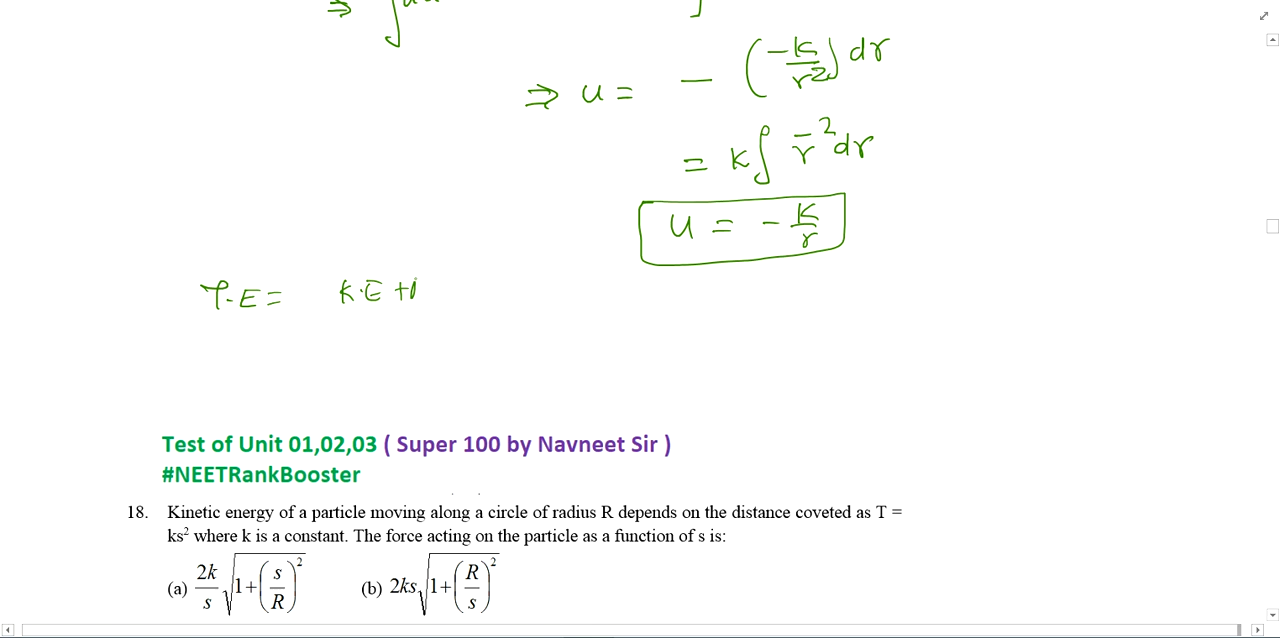 ⇒ ∫
⇒ u = - (-k/r²) dr
= k∫ r⁻² dr
u = - k/r
T.E = K.E +
Test of Unit 01,02,03 ( Super 100 by Navneet Sir )
#NEETRankBooster
18. Kinetic energy of a particle moving along a circle of radius R depends on the distance coveted as T =
ks² where k is a constant. The force acting on the particle as a function of s is:
(a) 2k/s √(1+(s/R)²) (b) 2ks √(1+(R/s)²)